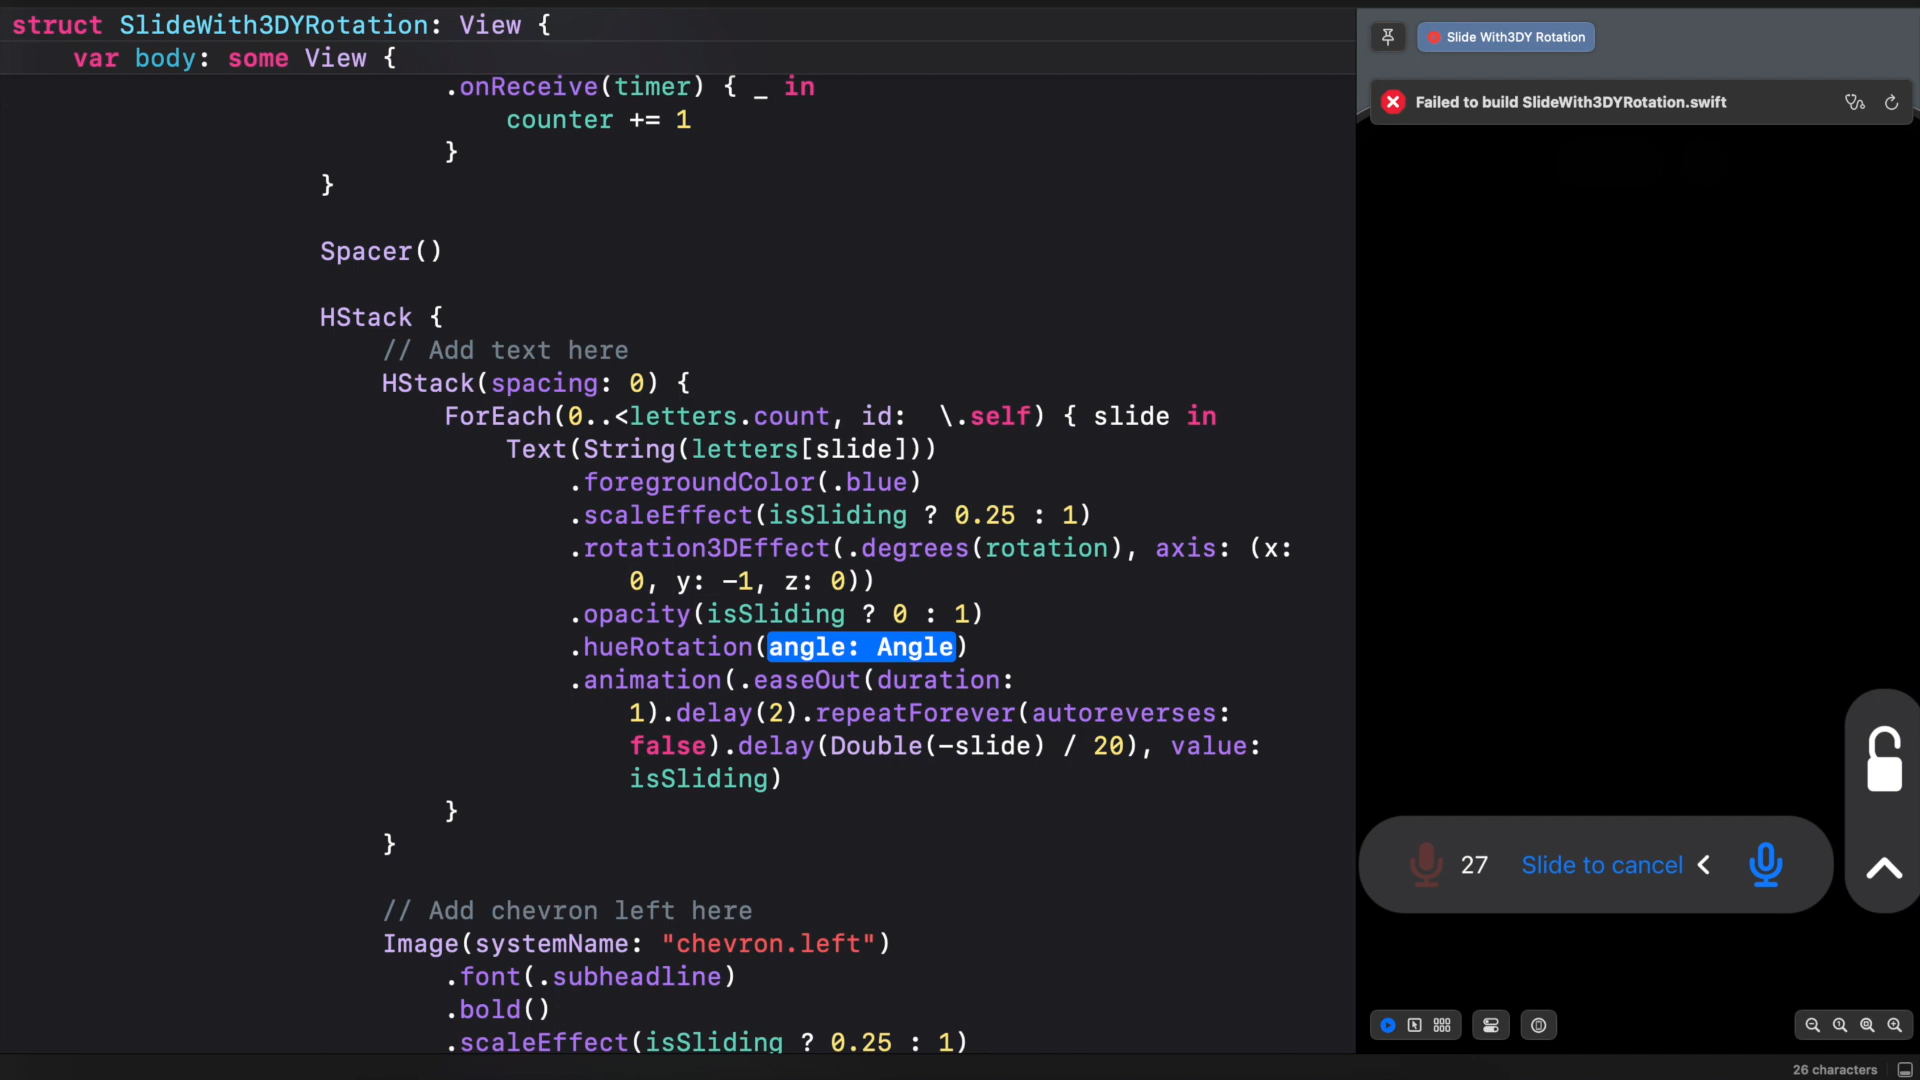 struct SlideWith3DYRotation: View {
var body: some View {
.onReceive(timer) { _ in
counter += 1
}
}
Spacer()
HStack {
// Add text here
HStack(spacing: 0) {
ForEach(0..<letters.count, id:  \.self) { slide in
Text(String(letters[slide]))
.foregroundColor(.blue)
.scaleEffect(isSliding ? 0.25 : 1)
.rotation3DEffect(.degrees(rotation), axis: (x:
0, y: -1, z: 0))
.opacity(isSliding ? 0 : 1)
.hueRotation(angle: Angle)
.animation(.easeOut(duration:
1).delay(2).repeatForever(autoreverses:
false).delay(Double(-slide) / 20), value:
isSliding)
}
}
// Add chevron left here
Image(systemName: "chevron.left")
.font(.subheadline)
.bold()
.scaleEffect(isSliding ? 0.25 : 1)
Slide With3DY Rotation
Failed to build SlideWith3DYRotation.swift
27 Slide to cancel
26 characters